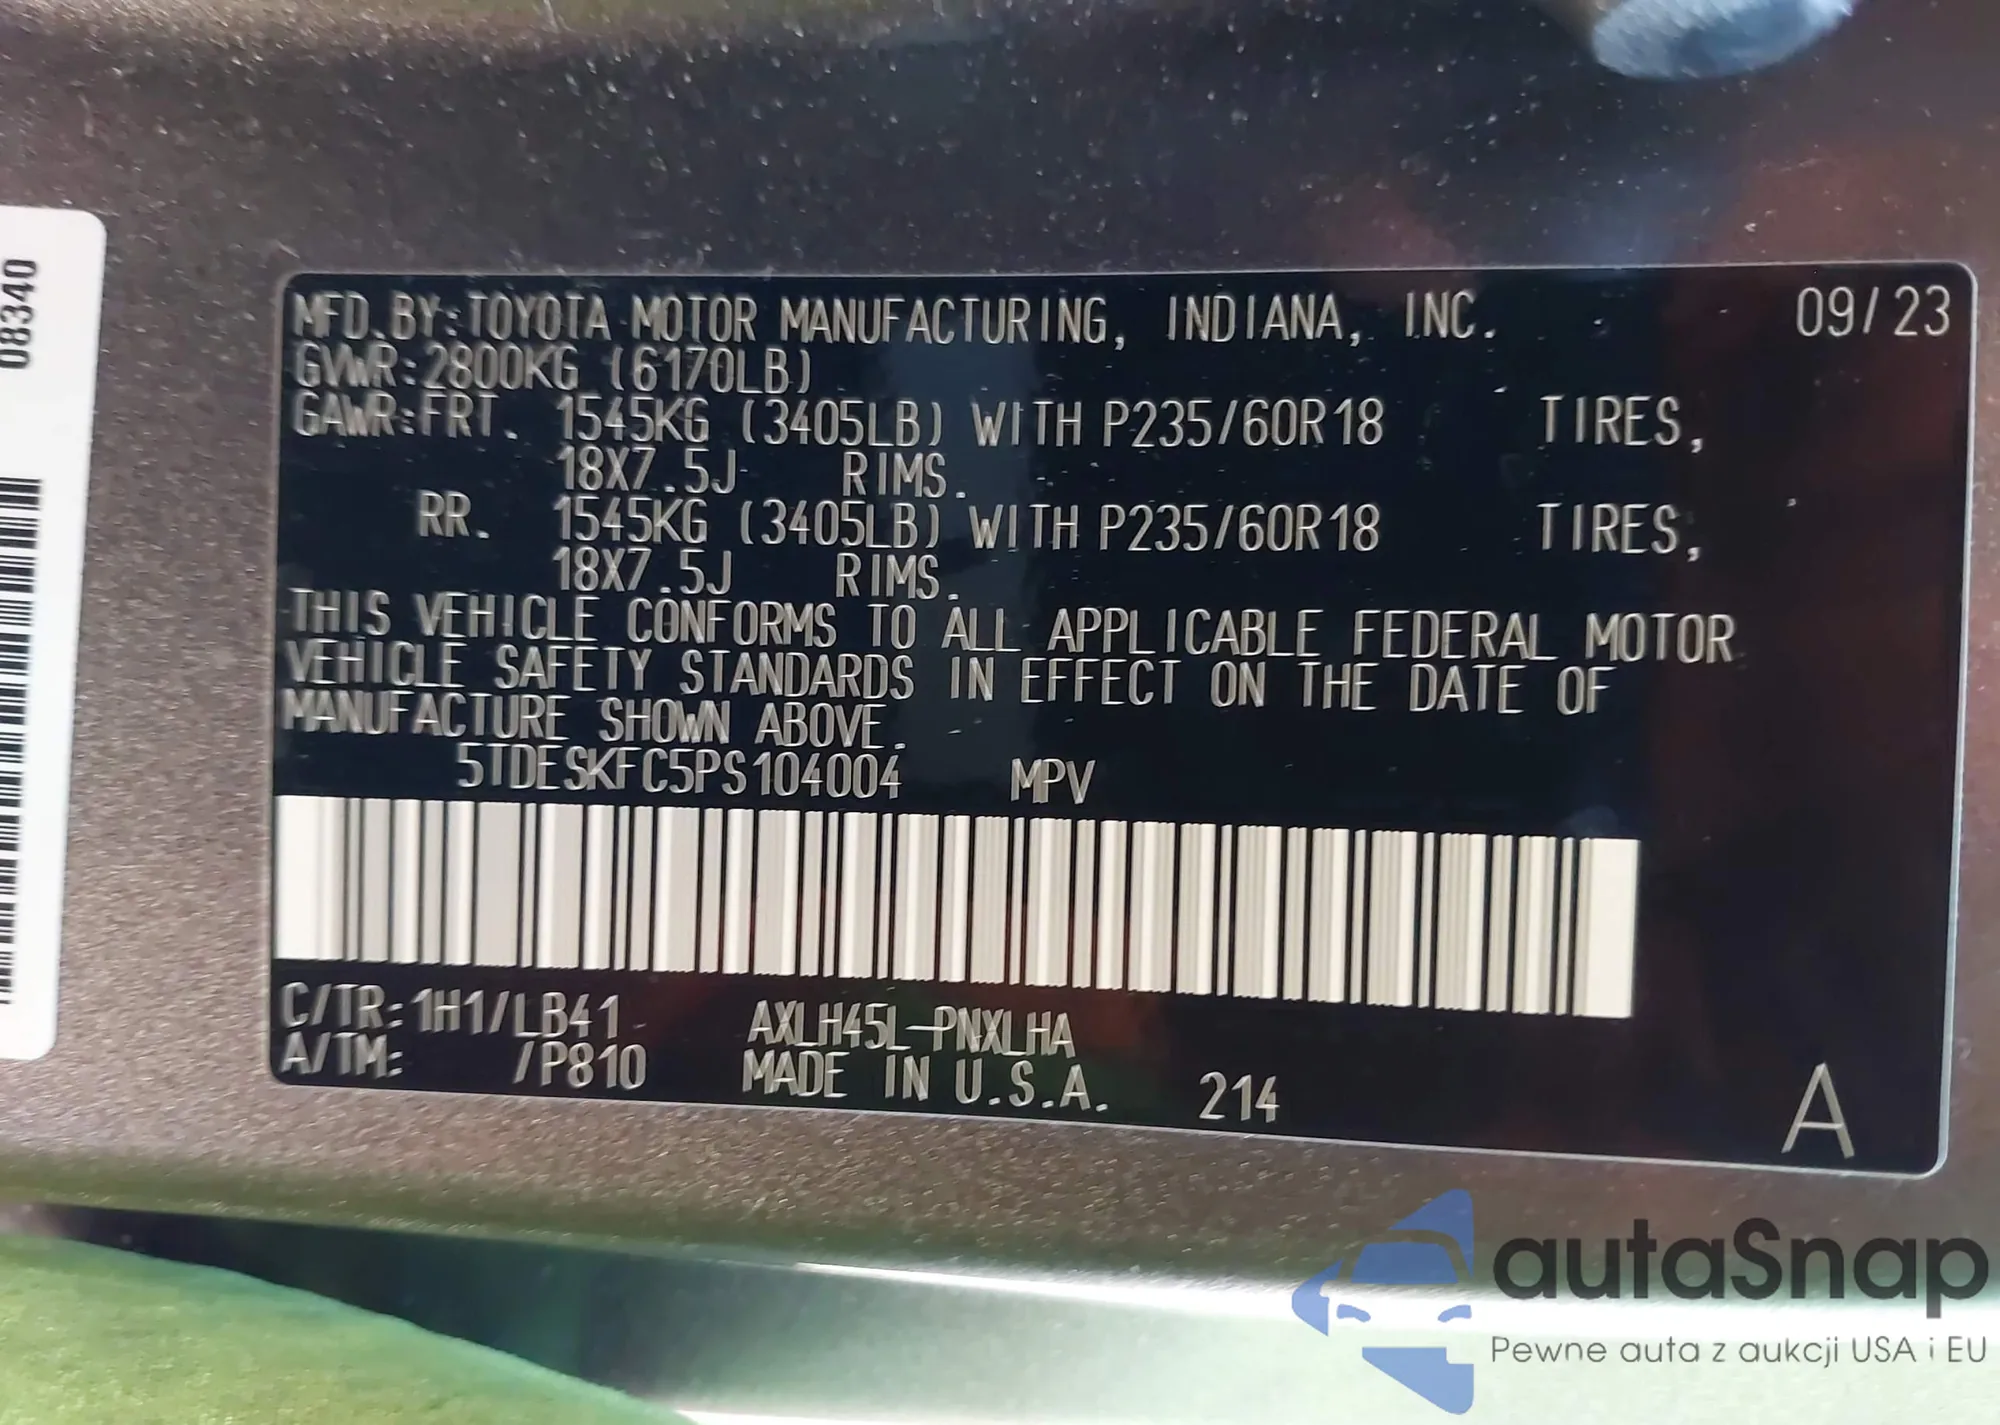 08340
MFD. BY: TOYOTA MOTOR MANUFACTURING, INDIANA, INC. 09/23
GVWR: 2800KG (6170LB)
GAWR: FRT. 1545KG (3405LB) WITH P235/60R18 TIRES,
18X7.5J RIMS.
RR. 1545KG (3405LB) WITH P235/60R18 TIRES,
18X7.5J RIMS.
THIS VEHICLE CONFORMS TO ALL APPLICABLE FEDERAL MOTOR
VEHICLE SAFETY STANDARDS IN EFFECT ON THE DATE OF
MANUFACTURE SHOWN ABOVE.
5TDESKFC5PS104004 MPV
C/TR: 1H1/LB41 AXLH45L-PNXLHA
A/TM: /P810 MADE IN U.S.A. 214
A
autaSnap
Pewne auta z aukcji USA i EU